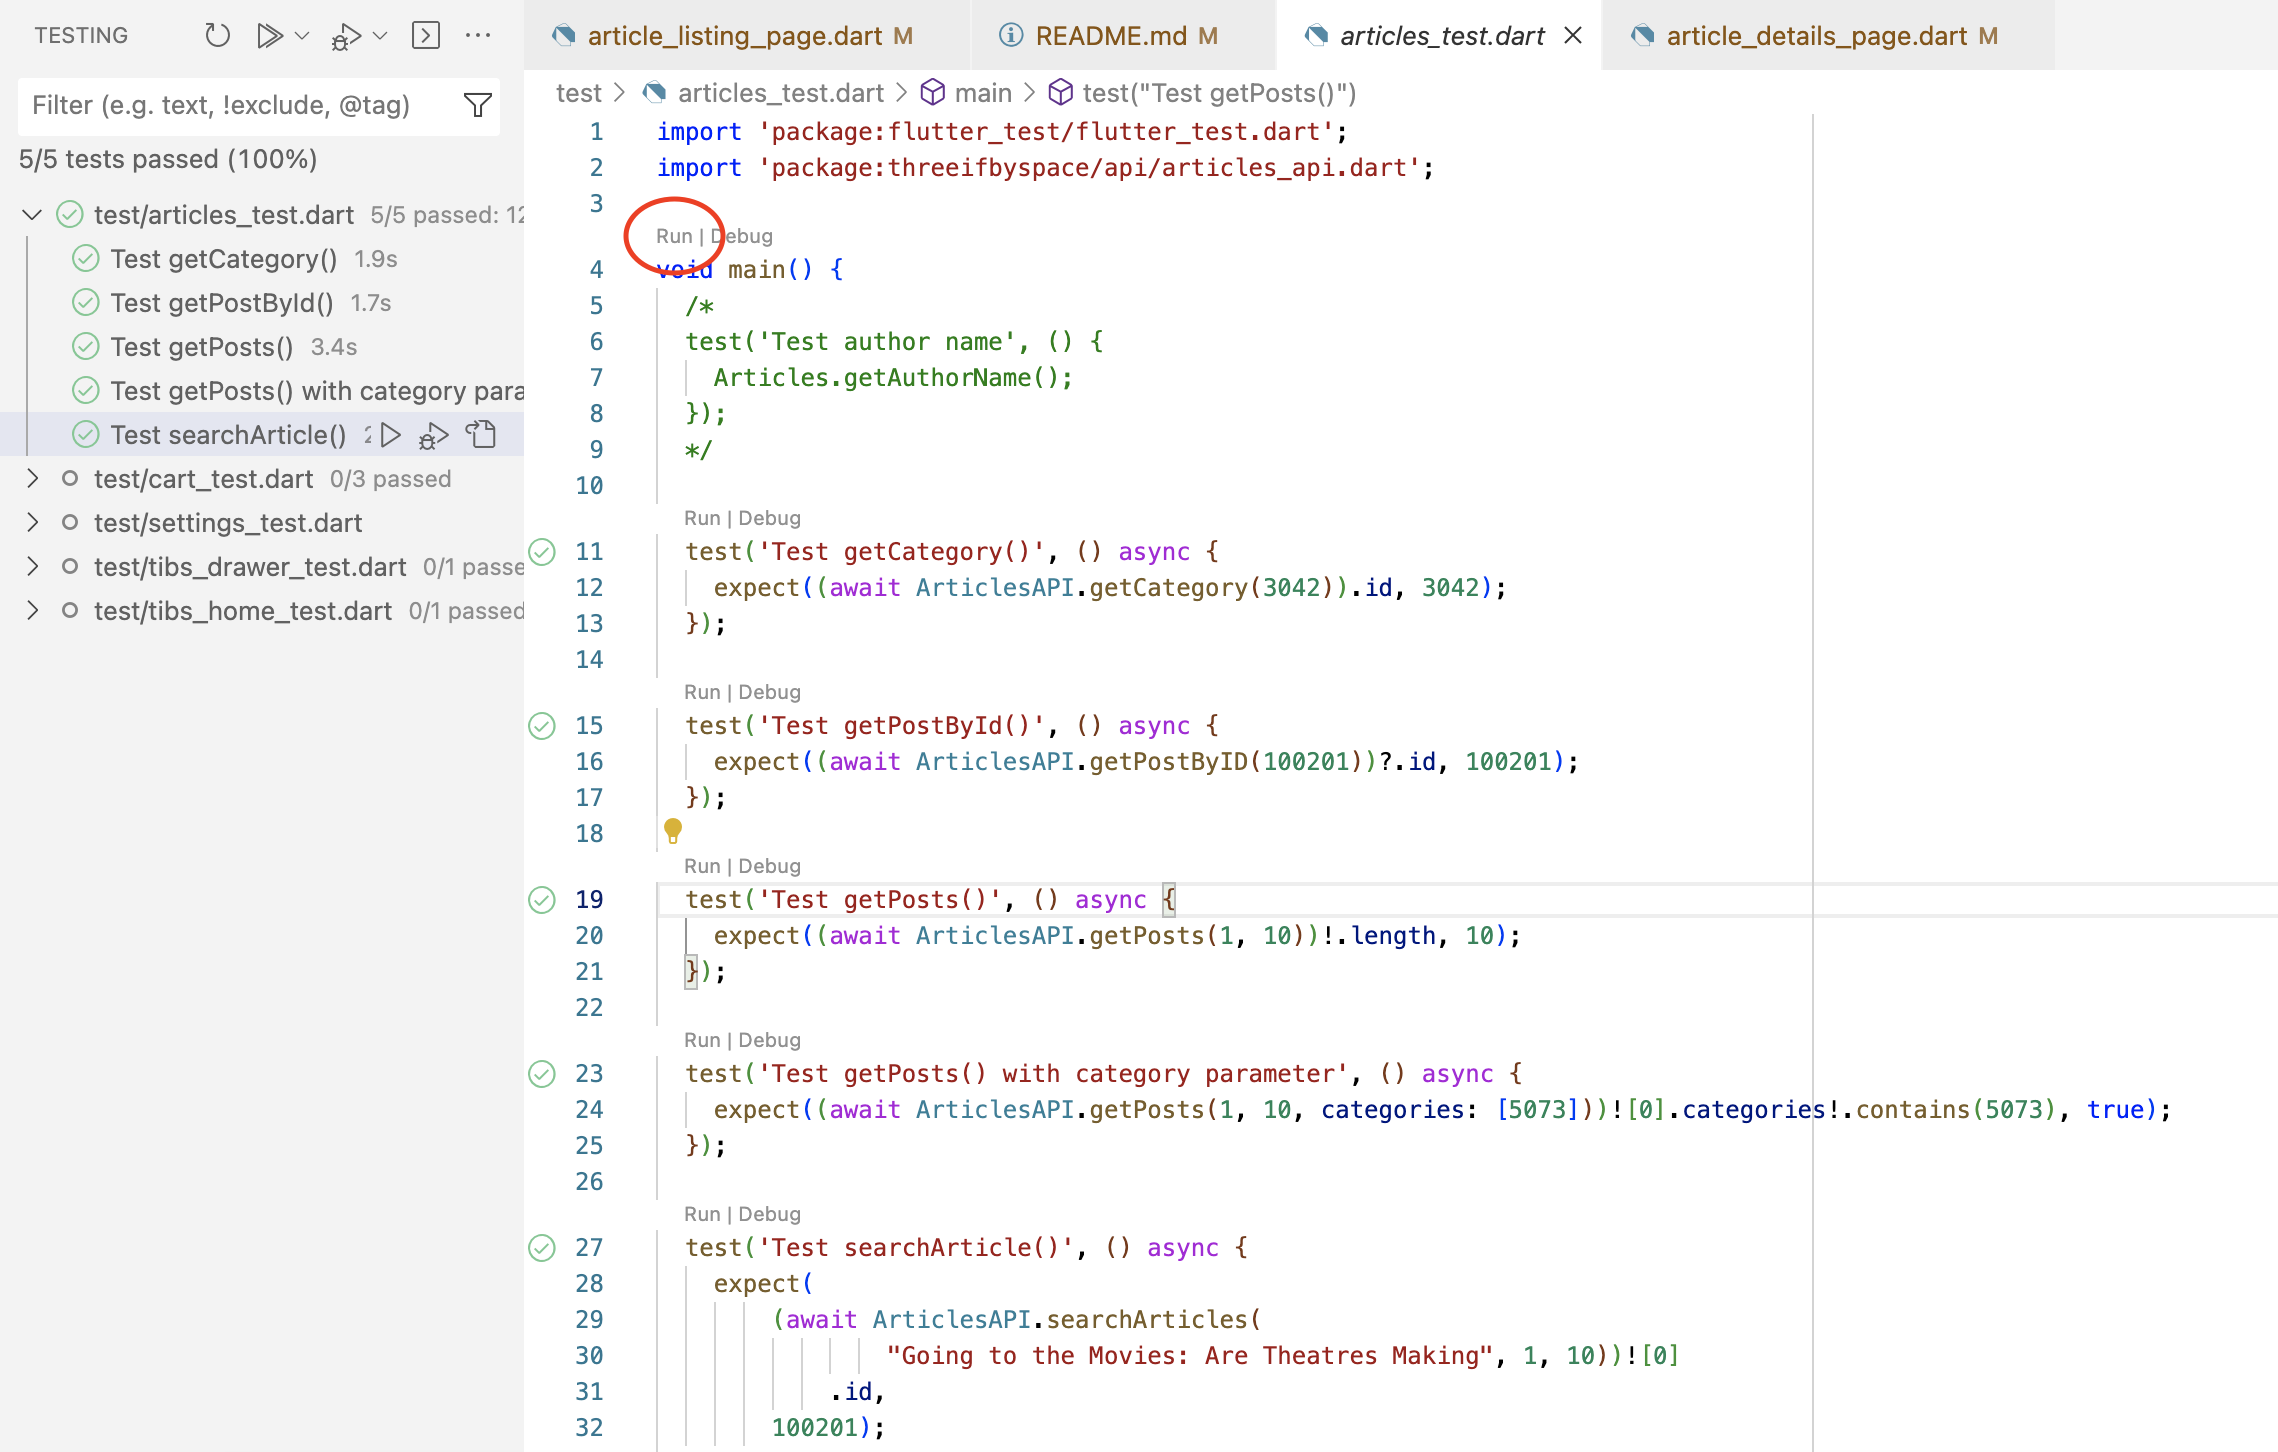 TESTING
Filter (e.g. text, !exclude, @tag)
5/5 tests passed (100%)
test/articles_test.dart 5/5 passed: 12
Test getCategory() 1.9s
Test getPostById() 1.7s
Test getPosts() 3.4s
Test getPosts() with category para
Test searchArticle()
test/cart_test.dart 0/3 passed
test/settings_test.dart
test/tibs_drawer_test.dart 0/1 passe
test/tibs_home_test.dart 0/1 passed
article_listing_page.dart M
README.md M
articles_test.dart
article_details_page.dart M
test > articles_test.dart > main > test("Test getPosts()")
1 import 'package:flutter_test/flutter_test.dart';
2 import 'package:threeifbyspace/api/articles_api.dart';
3
Run | Debug
4 void main() {
5 /*
6 test('Test author name', () {
7 Articles.getAuthorName();
8 });
9 */
10
Run | Debug
11 test('Test getCategory()', () async {
12 expect((await ArticlesAPI.getCategory(3042)).id, 3042);
13 });
14
Run | Debug
15 test('Test getPostById()', () async {
16 expect((await ArticlesAPI.getPostByID(100201))?.id, 100201);
17 });
18
Run | Debug
19 test('Test getPosts()', () async {
20 expect((await ArticlesAPI.getPosts(1, 10))!.length, 10);
21 });
22
Run | Debug
23 test('Test getPosts() with category parameter', () async {
24 expect((await ArticlesAPI.getPosts(1, 10, categories: [5073]))![0].categories!.contains(5073), true);
25 });
26
Run | Debug
27 test('Test searchArticle()', () async {
28 expect(
29 (await ArticlesAPI.searchArticles(
30 "Going to the Movies: Are Theatres Making", 1, 10))![0]
31 .id,
32 100201);